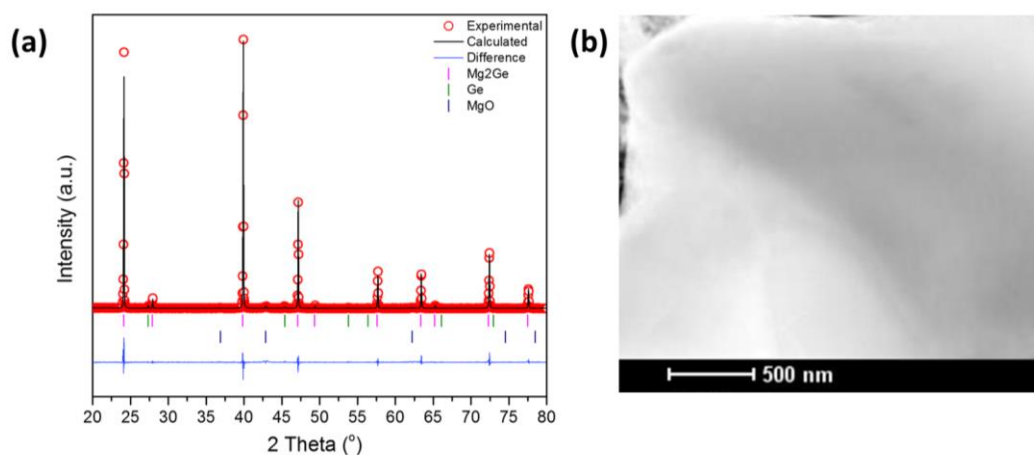 (a)
Experimental
Calculated
Difference
Mg2Ge
Ge
MgO
Intensity (a.u.)
20 25 30 35 40 45 50 55 60 65 70 75 80
2 Theta (°)
(b)
500 nm